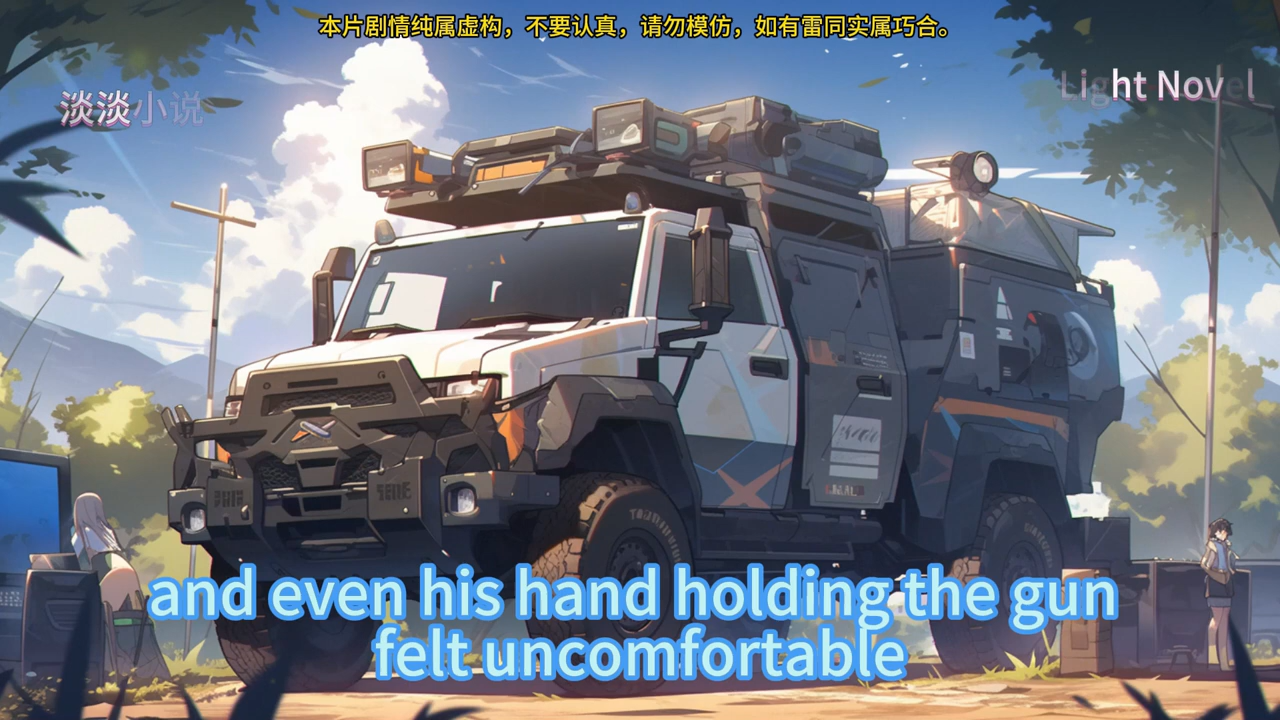 本片剧情纯属虚构，不要认真，请勿模仿，如有雷同实属巧合。
淡淡小说
Light Novel
and even his hand holding the gun
felt uncomfortable